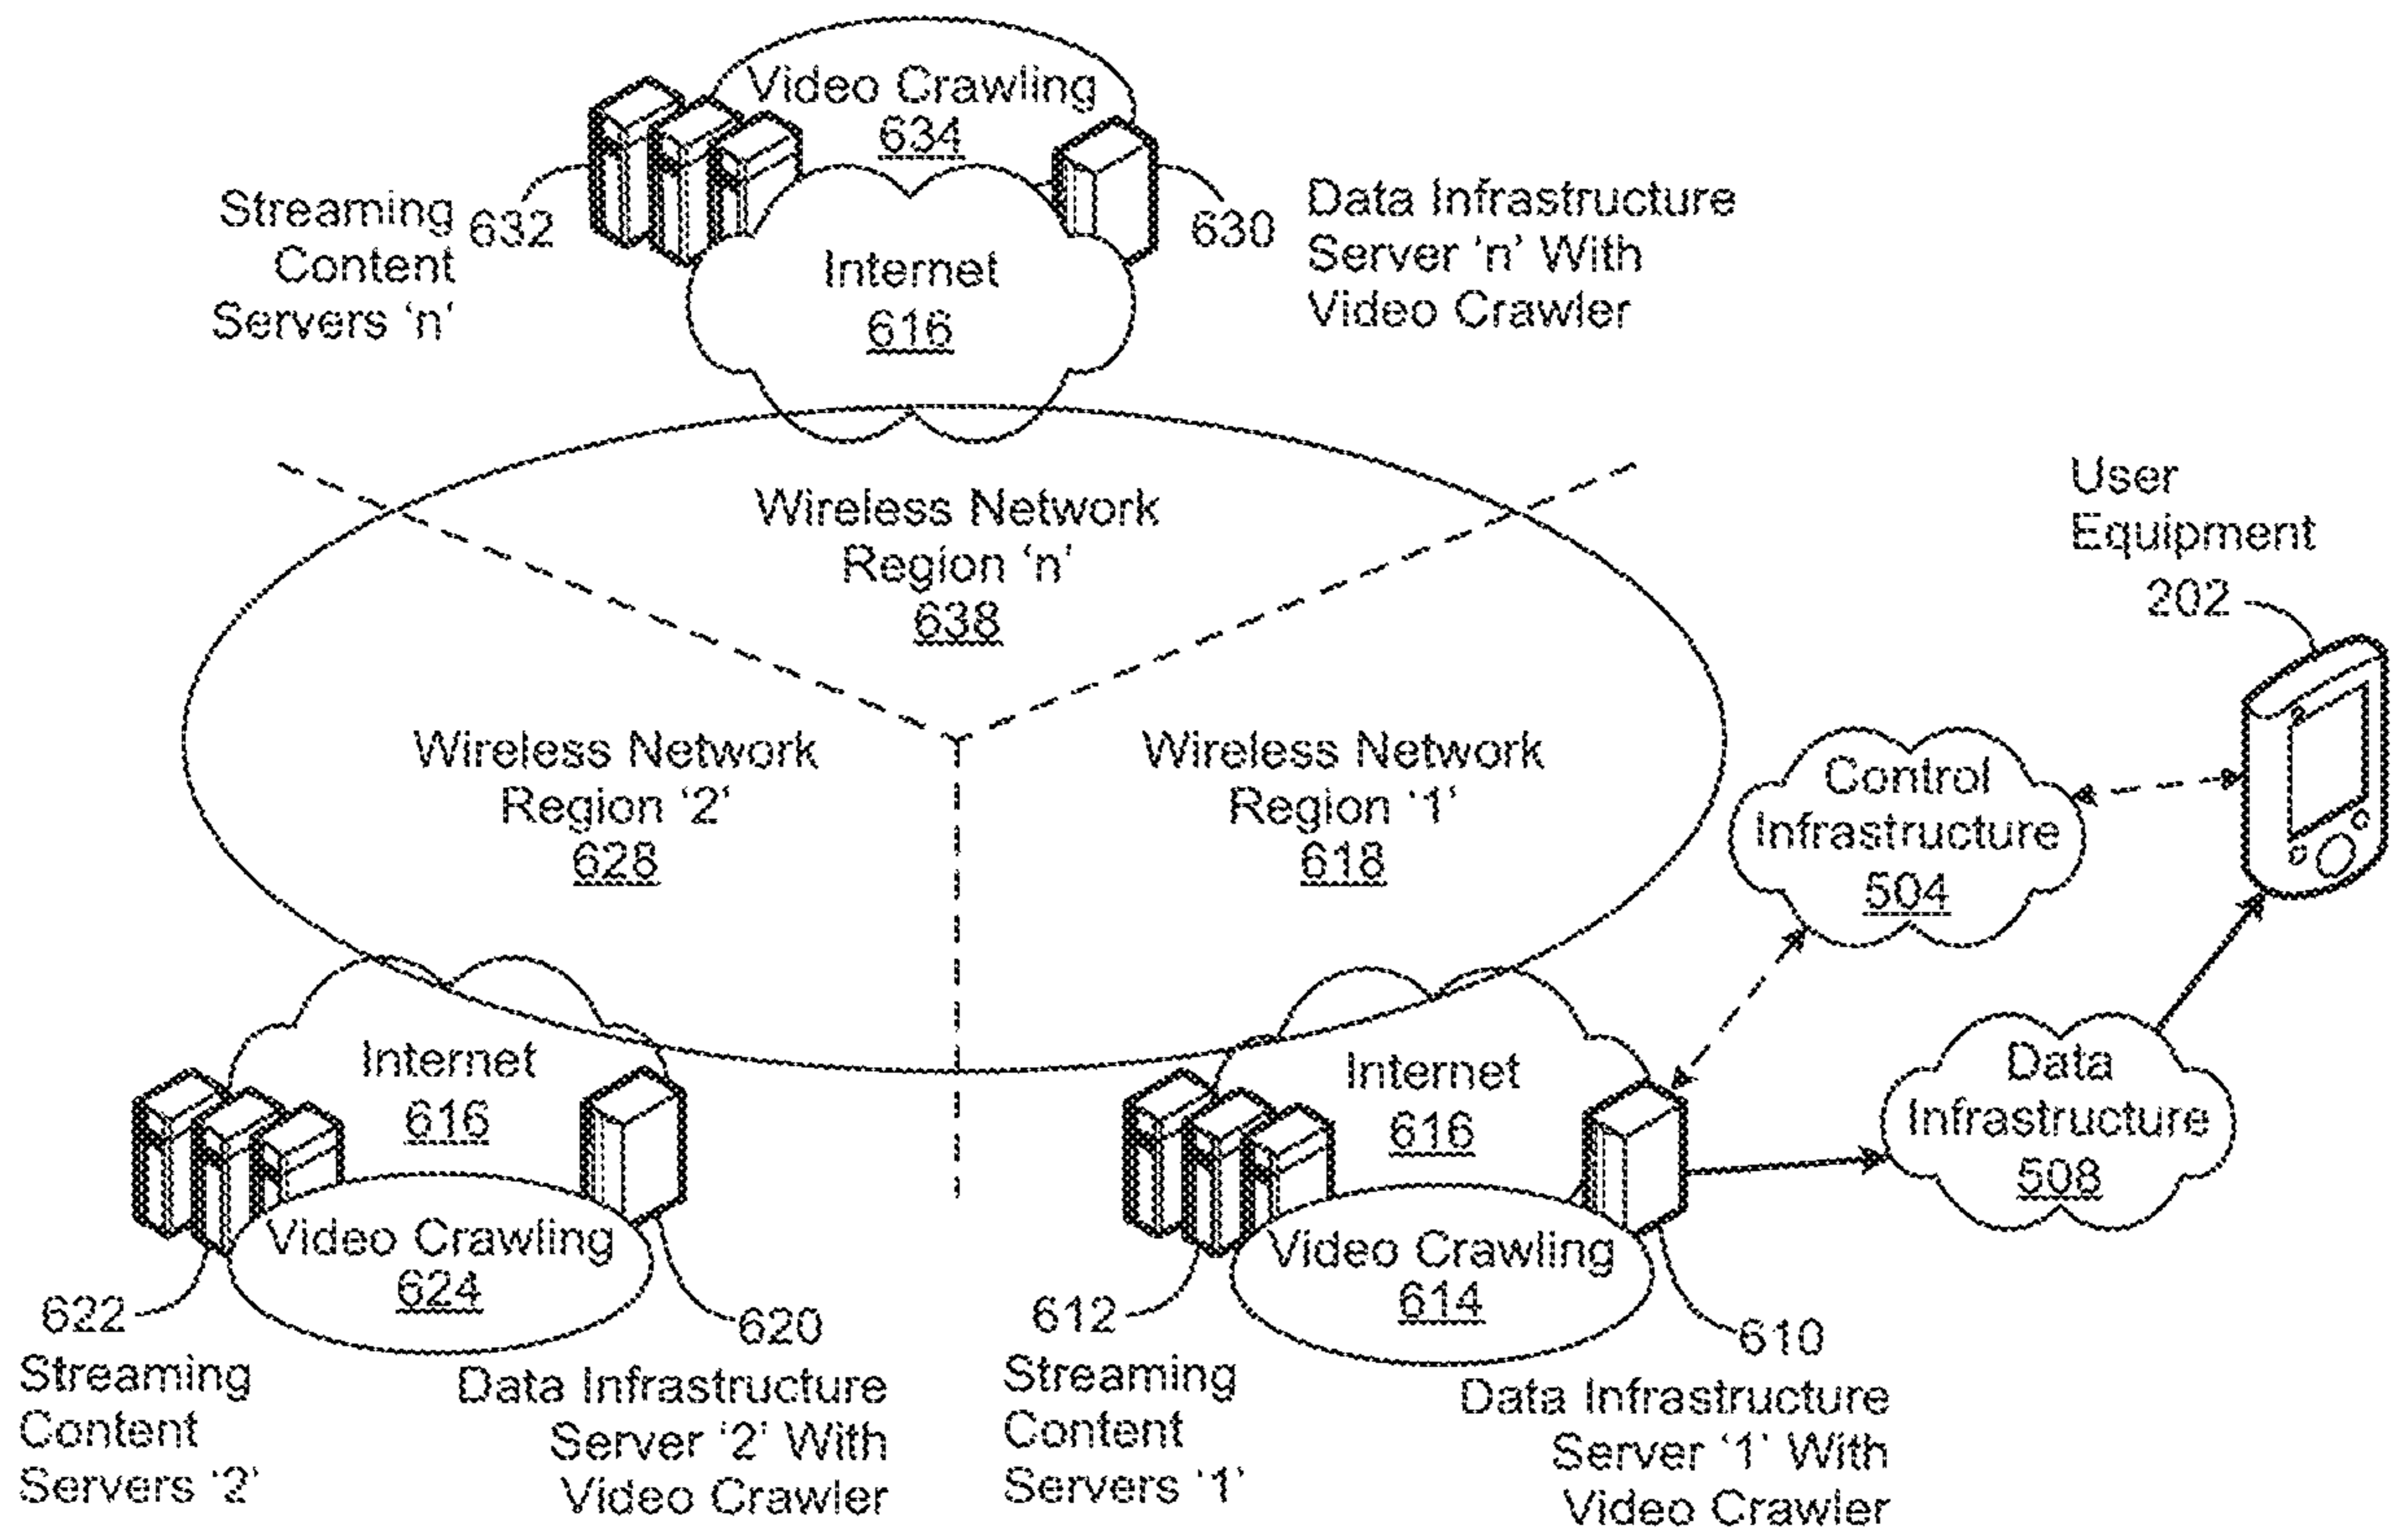 Video Crawling
634
Streaming
Content
Servers ‘n‘
632
630
Data Infrastructure
Server ‘n’ With
Video Crawler
Internet
616
Wireless Network
Region ‘n’
638
Wireless Network
Region ‘2‘
628
Wireless Network
Region ‘1‘
618
User
Equipment
202
Control
Infrastructure
504
Data
Infrastructure
508
Internet
616
Video Crawling
624
622
Streaming
Content
Servers ‘2’
620
Data Infrastructure
Server ‘2’ With
Video Crawler
Internet
616
Video Crawling
614
612
Streaming
Content
Servers ‘1’
610
Data Infrastructure
Server ‘1’ With
Video Crawler